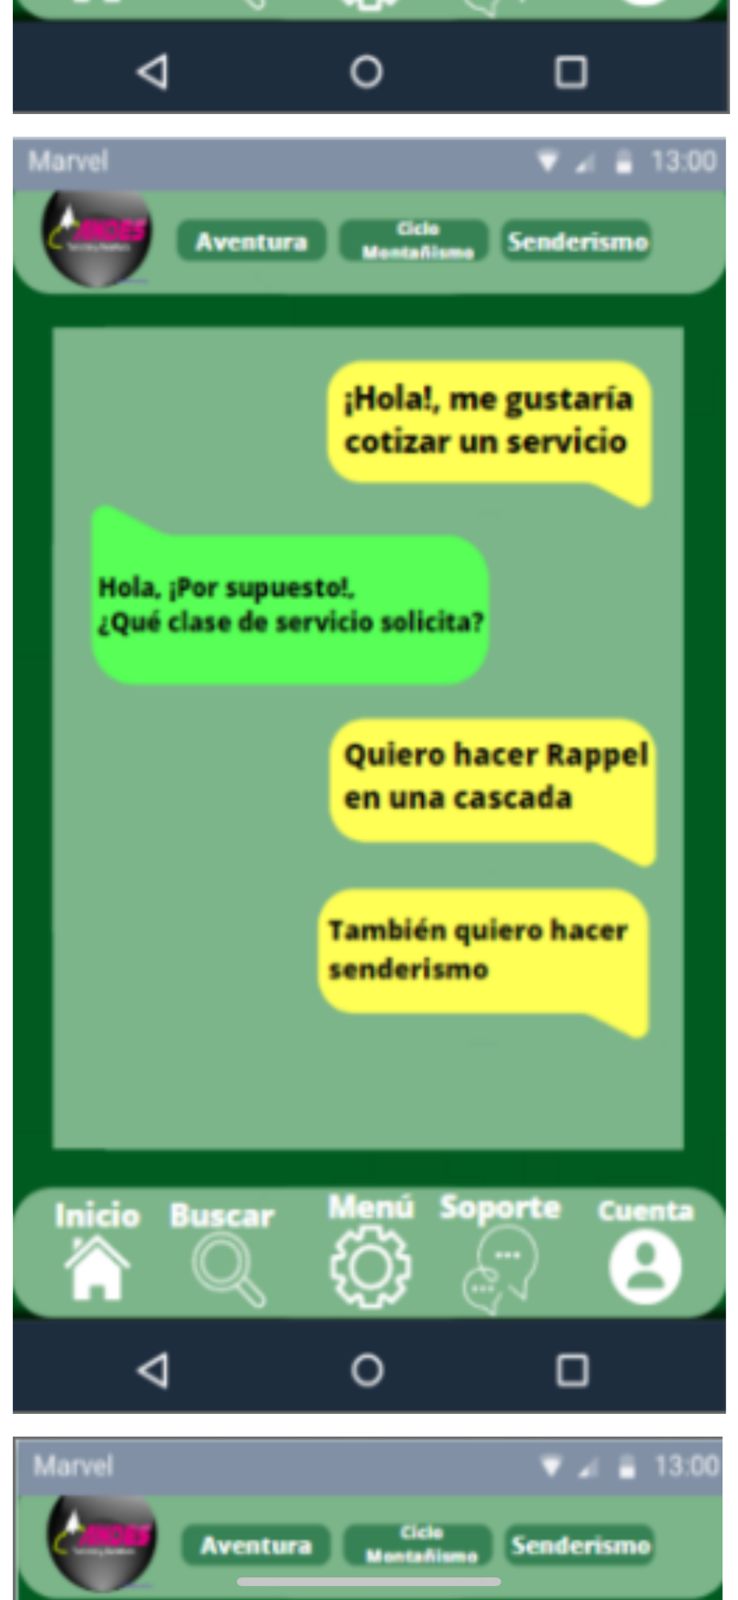 Marvel
13:00
ANDES
Aventura
Ciclo
Montañismo
Senderismo
¡Hola!, me gustaría
cotizar un servicio
Hola, ¡Por supuesto!,
¿Qué clase de servicio solicita?
Quiero hacer Rappel
en una cascada
También quiero hacer
senderismo
Inicio
Buscar
Menú
Soporte
Cuenta
Marvel
13:00
ANDES
Aventura
Ciclo
Montañismo
Senderismo